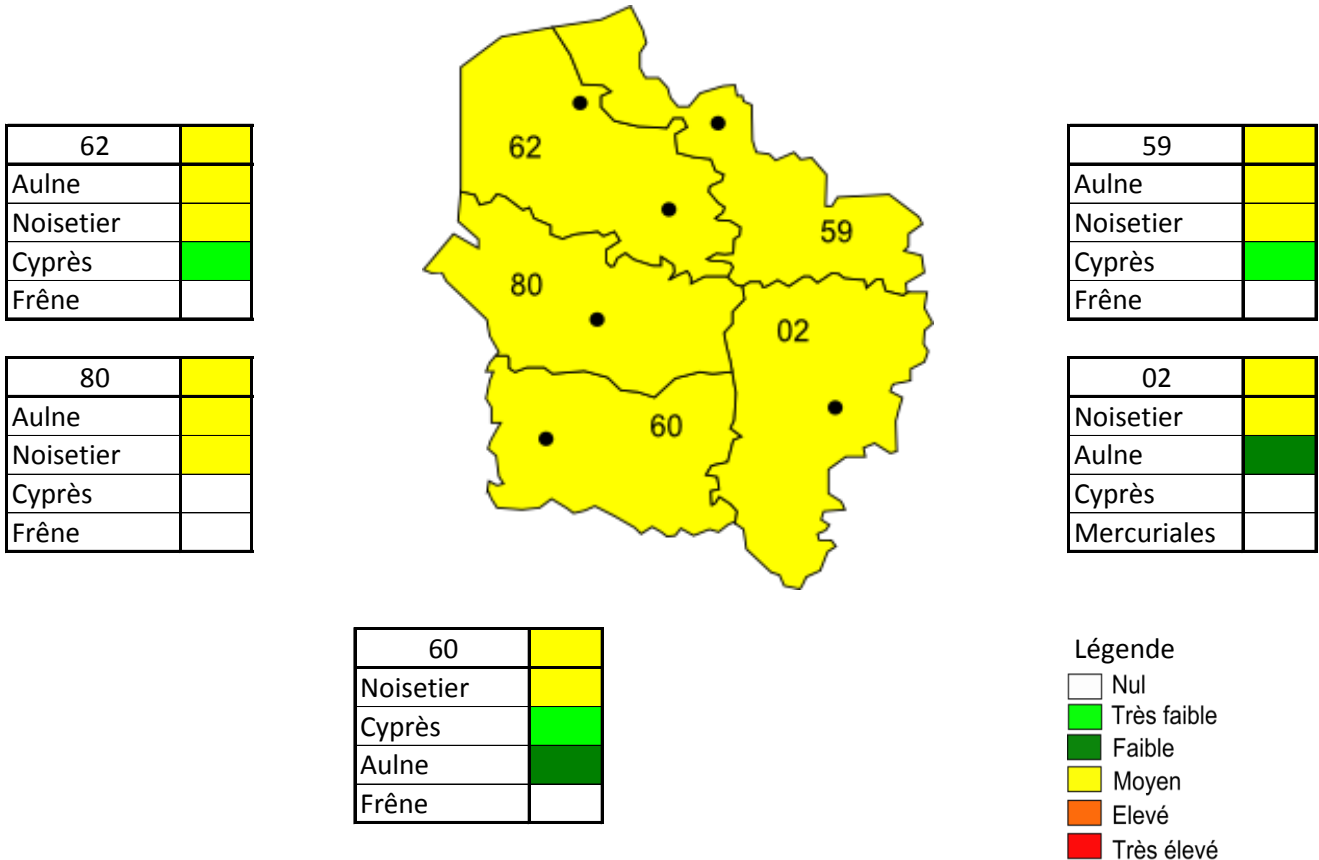 62
Aulne
Noisetier
Cyprès
Frêne
80
Aulne
Noisetier
Cyprès
Frêne
62
59
80
02
60
59
Aulne
Noisetier
Cyprès
Frêne
02
Noisetier
Aulne
Cyprès
Mercuriales
60
Noisetier
Cyprès
Aulne
Frêne
Légende
Nul
Très faible
Faible
Moyen
Elevé
Très élevé